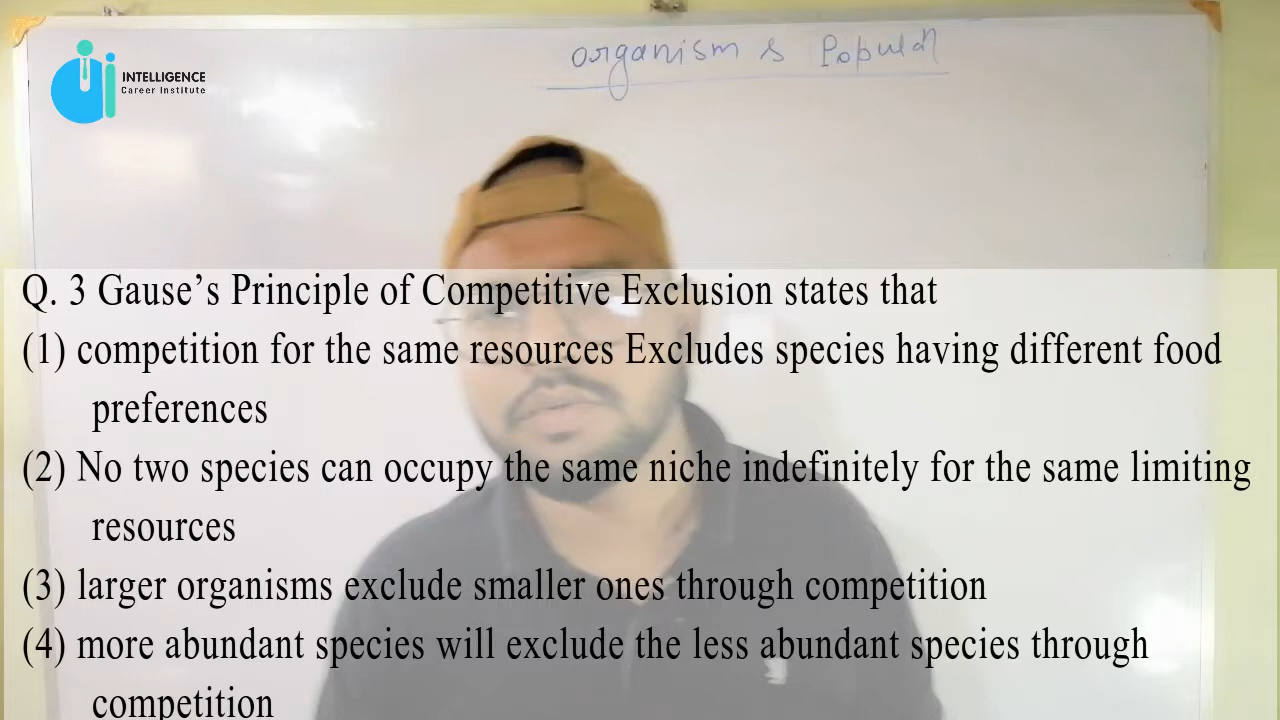 organism & Populn
INTELLIGENCE
Career Institute
Q. 3 Gause’s Principle of Competitive Exclusion states that
(1) competition for the same resources Excludes species having different food
preferences
(2) No two species can occupy the same niche indefinitely for the same limiting
resources
(3) larger organisms exclude smaller ones through competition
(4) more abundant species will exclude the less abundant species through
competition